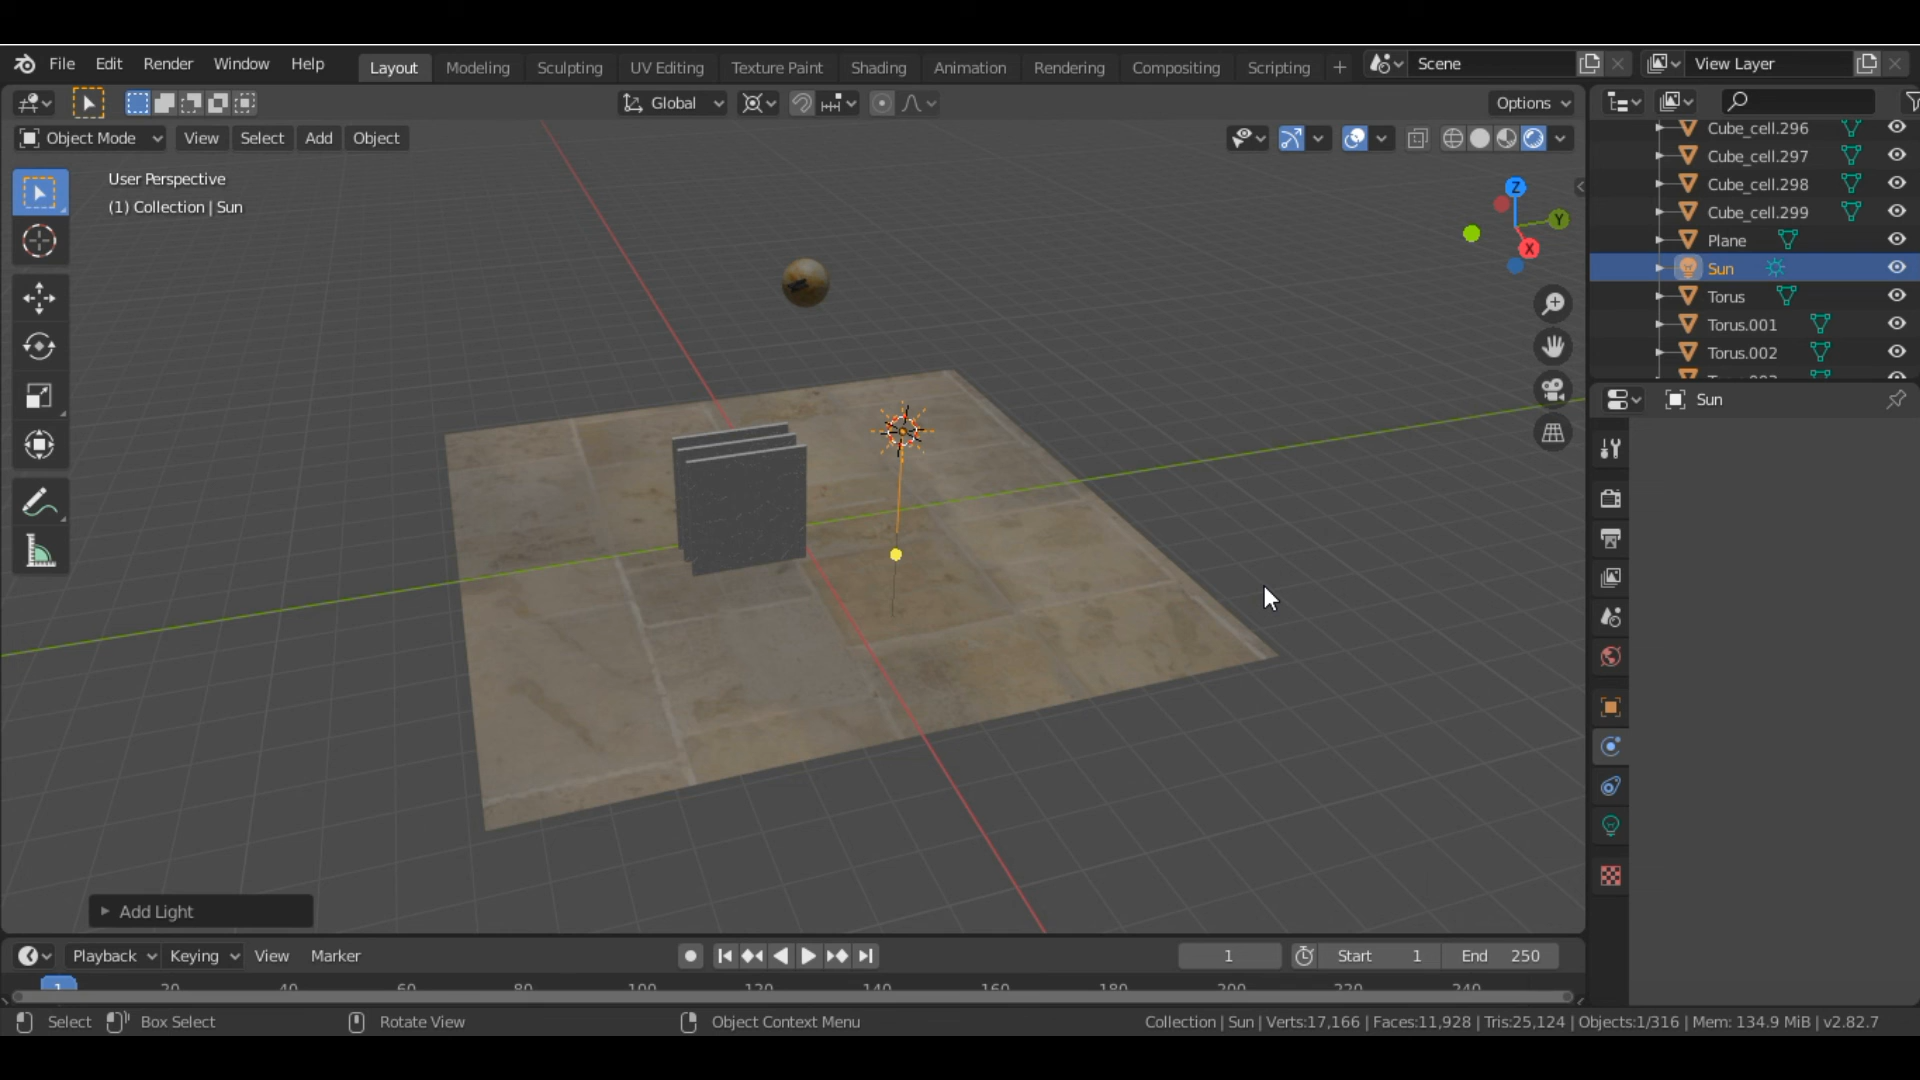 File Edit Render Window Help Layout Modeling Sculpting UV Editing Texture Paint Shading Animation Rendering Compositing Scripting + Scene View Layer
Global Options
Object Mode View Select Add Object
User Perspective
(1) Collection | Sun
Z
Y
X
Cube_cell.296
Cube_cell.297
Cube_cell.298
Cube_cell.299
Plane
Sun
Torus
Torus.001
Torus.002
Sun
Add Light
Playback Keying View Marker 1 Start 1 End 250
1 20 40 60 80 100 120 140 160 180 200 220 240
Select Box Select Rotate View Object Context Menu Collection | Sun | Verts:17,166 | Faces:11,928 | Tris:25,124 | Objects:1/316 | Mem: 134.9 MiB | v2.82.7